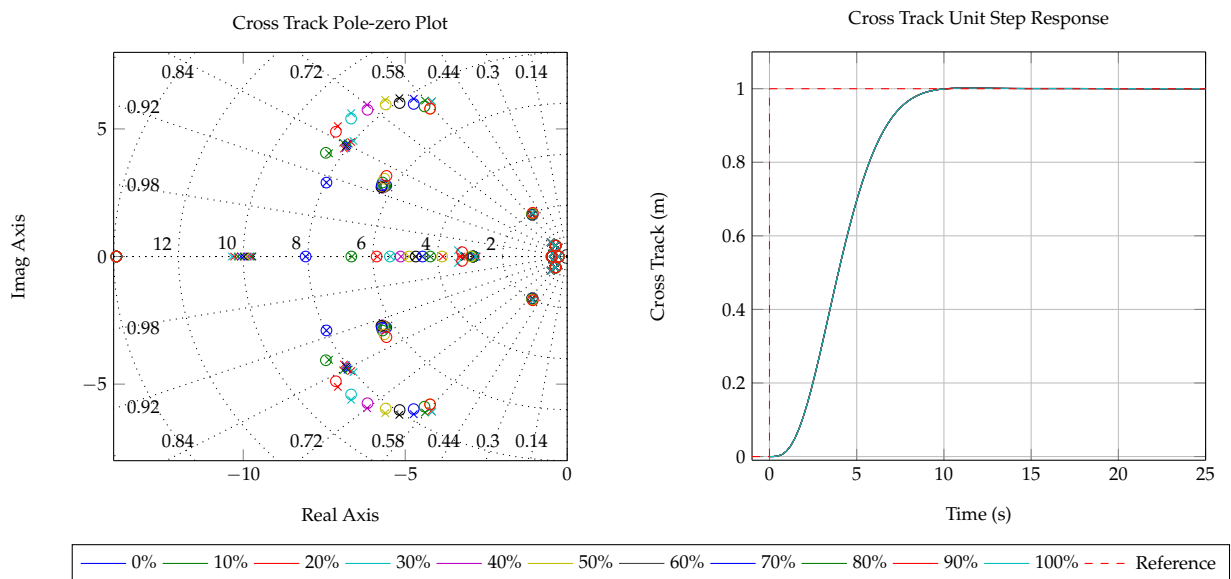 Cross Track Pole-zero Plot
0.84 0.72 0.58 0.44 0.3 0.14
0.92
5
0.98
0 12 10 8 6 4 2
0.98
−5
0.92
0.84 0.72 0.58 0.44 0.3 0.14
−10 −5 0
Imag Axis
Real Axis
Cross Track Unit Step Response
1
0.8
0.6
0.4
0.2
0
0 5 10 15 20 25
Cross Track (m)
Time (s)
0% 10% 20% 30% 40% 50% 60% 70% 80% 90% 100% Reference